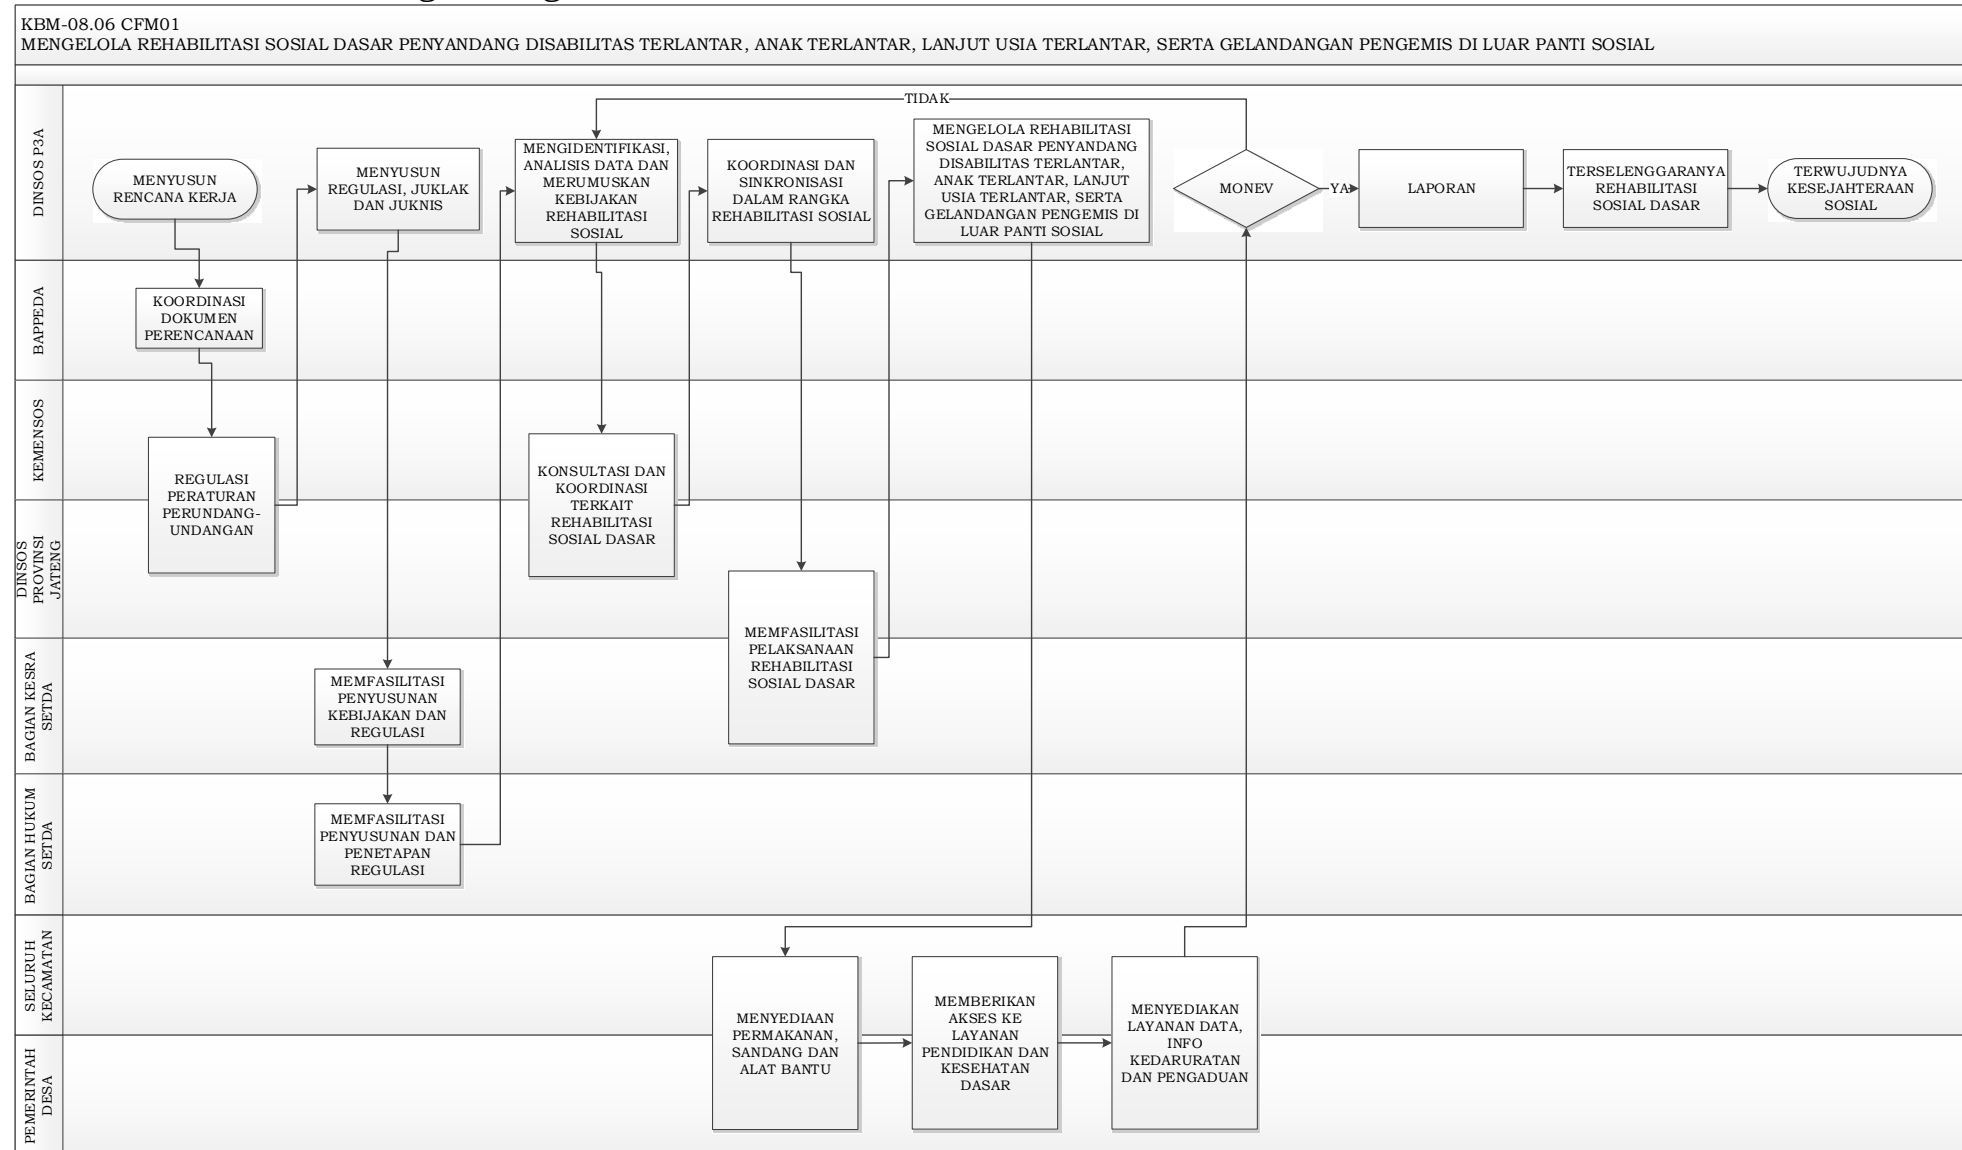 KBM-08.06 CFM01
MENGELOLA REHABILITASI SOSIAL DASAR PENYANDANG DISABILITAS TERLANTAR, ANAK TERLANTAR, LANJUT USIA TERLANTAR, SERTA GELANDANGAN PENGEMIS DI LUAR PANTI SOSIAL
DINSOS P3A
MENYUSUN
RENCANA KERJA
MENYUSUN
REGULASI, JUKLAK
DAN JUKNIS
MENGIDENTIFIKASI,
ANALISIS DATA DAN
MERUMUSKAN
KEBIJAKAN
REHABILITASI
SOSIAL
KOORDINASI DAN
SINKRONISASI
DALAM RANGKA
REHABILITASI SOSIAL
TIDAK
MENGELOLA REHABILITASI
SOSIAL DASAR PENYANDANG
DISABILITAS TERLANTAR,
ANAK TERLANTAR, LANJUT
USIA TERLANTAR, SERTA
GELANDANGAN PENGEMIS DI
LUAR PANTI SOSIAL
MONEV
YA
LAPORAN
TERSELENGGARANYA
REHABILITASI
SOSIAL DASAR
TERWUJUDNYA
KESEJAHTERAAN
SOSIAL
BAPPEDA
KOORDINASI
DOKUMEN
PERENCANAAN
KEMENSOS
REGULASI
PERATURAN
PERUNDANG-
UNDANGAN
KONSULTASI DAN
KOORDINASI
TERKAIT
REHABILITASI
SOSIAL DASAR
DINSOS
PROVINSI
JATENG
MEMFASILITASI
PELAKSANAAN
REHABILITASI
SOSIAL DASAR
BAGIAN KESRA
SETDA
MEMFASILITASI
PENYUSUNAN
KEBIJAKAN DAN
REGULASI
BAGIAN HUKUM
SETDA
MEMFASILITASI
PENYUSUNAN DAN
PENETAPAN
REGULASI
SELURUH
KECAMATAN
MENYEDIAAN
PERMAKANAN,
SANDANG DAN
ALAT BANTU
MEMBERIKAN
AKSES KE
LAYANAN
PENDIDIKAN DAN
KESEHATAN
DASAR
MENYEDIAKAN
LAYANAN DATA,
INFO
KEDARURATAN
DAN PENGADUAN
PEMERINTAH
DESA